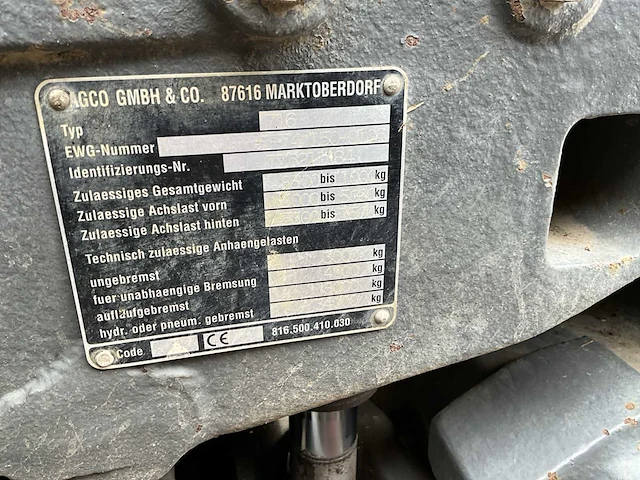 AGCO GMBH & CO. 87616 MARKTOBERDORF
Typ
EWG-Nummer
Identifizierungs-Nr.
Zulaessiges Gesamtgewicht bis kg
Zulaessige Achslast vorn bis kg
Zulaessige Achslast hinten bis kg
Technisch zulaessige Anhaengelasten
ungebremst kg
fuer unabhaengige Bremsung kg
auflaufgebremst kg
hydr. oder pneum. gebremst kg
Code CE 816.500.410.030